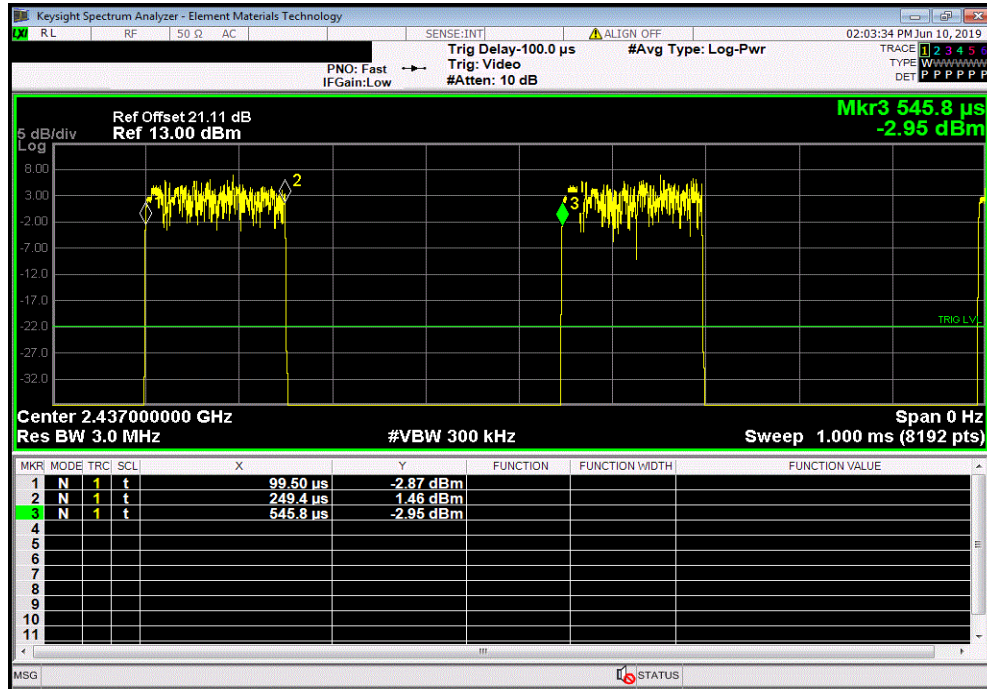 Keysight Spectrum Analyzer - Element Materials Technology
LXI RL RF 50 Ω AC SENSE:INT ALIGN OFF 02:03:34 PM Jun 10, 2019
Trig Delay-100.0 µs #Avg Type: Log-Pwr TRACE 1 2 3 4 5 6
PNO: Fast Trig: Video TYPE WWWWWW
IFGain:Low #Atten: 10 dB DET P P P P P P
Mkr3 545.8 µs
-2.95 dBm
Ref Offset 21.11 dB
5 dB/div Ref 13.00 dBm
Log
8.00
2
3.00
3
-2.00
-7.00
-12.0
-17.0
-22.0 TRIG LVL
-27.0
-32.0
Center 2.437000000 GHz Span 0 Hz
Res BW 3.0 MHz #VBW 300 kHz Sweep 1.000 ms (8192 pts)
MKR MODE TRC SCL X Y FUNCTION FUNCTION WIDTH FUNCTION VALUE
1 N 1 t 99.50 µs -2.87 dBm
2 N 1 t 249.4 µs 1.46 dBm
3 N 1 t 545.8 µs -2.95 dBm
4
5
6
7
8
9
10
11
MSG STATUS